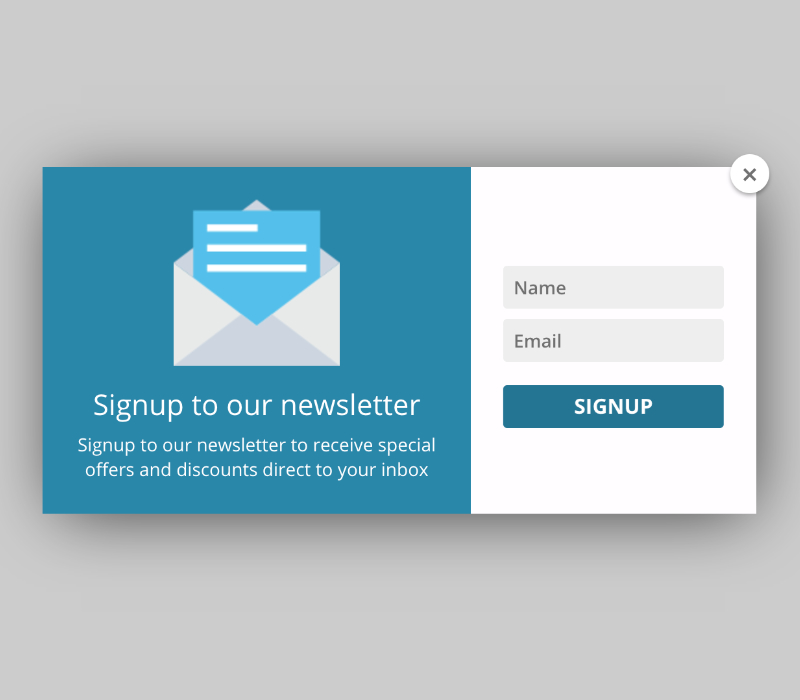 Signup to our newsletter
Signup to our newsletter to receive special
offers and discounts direct to your inbox
Name
Email
SIGNUP